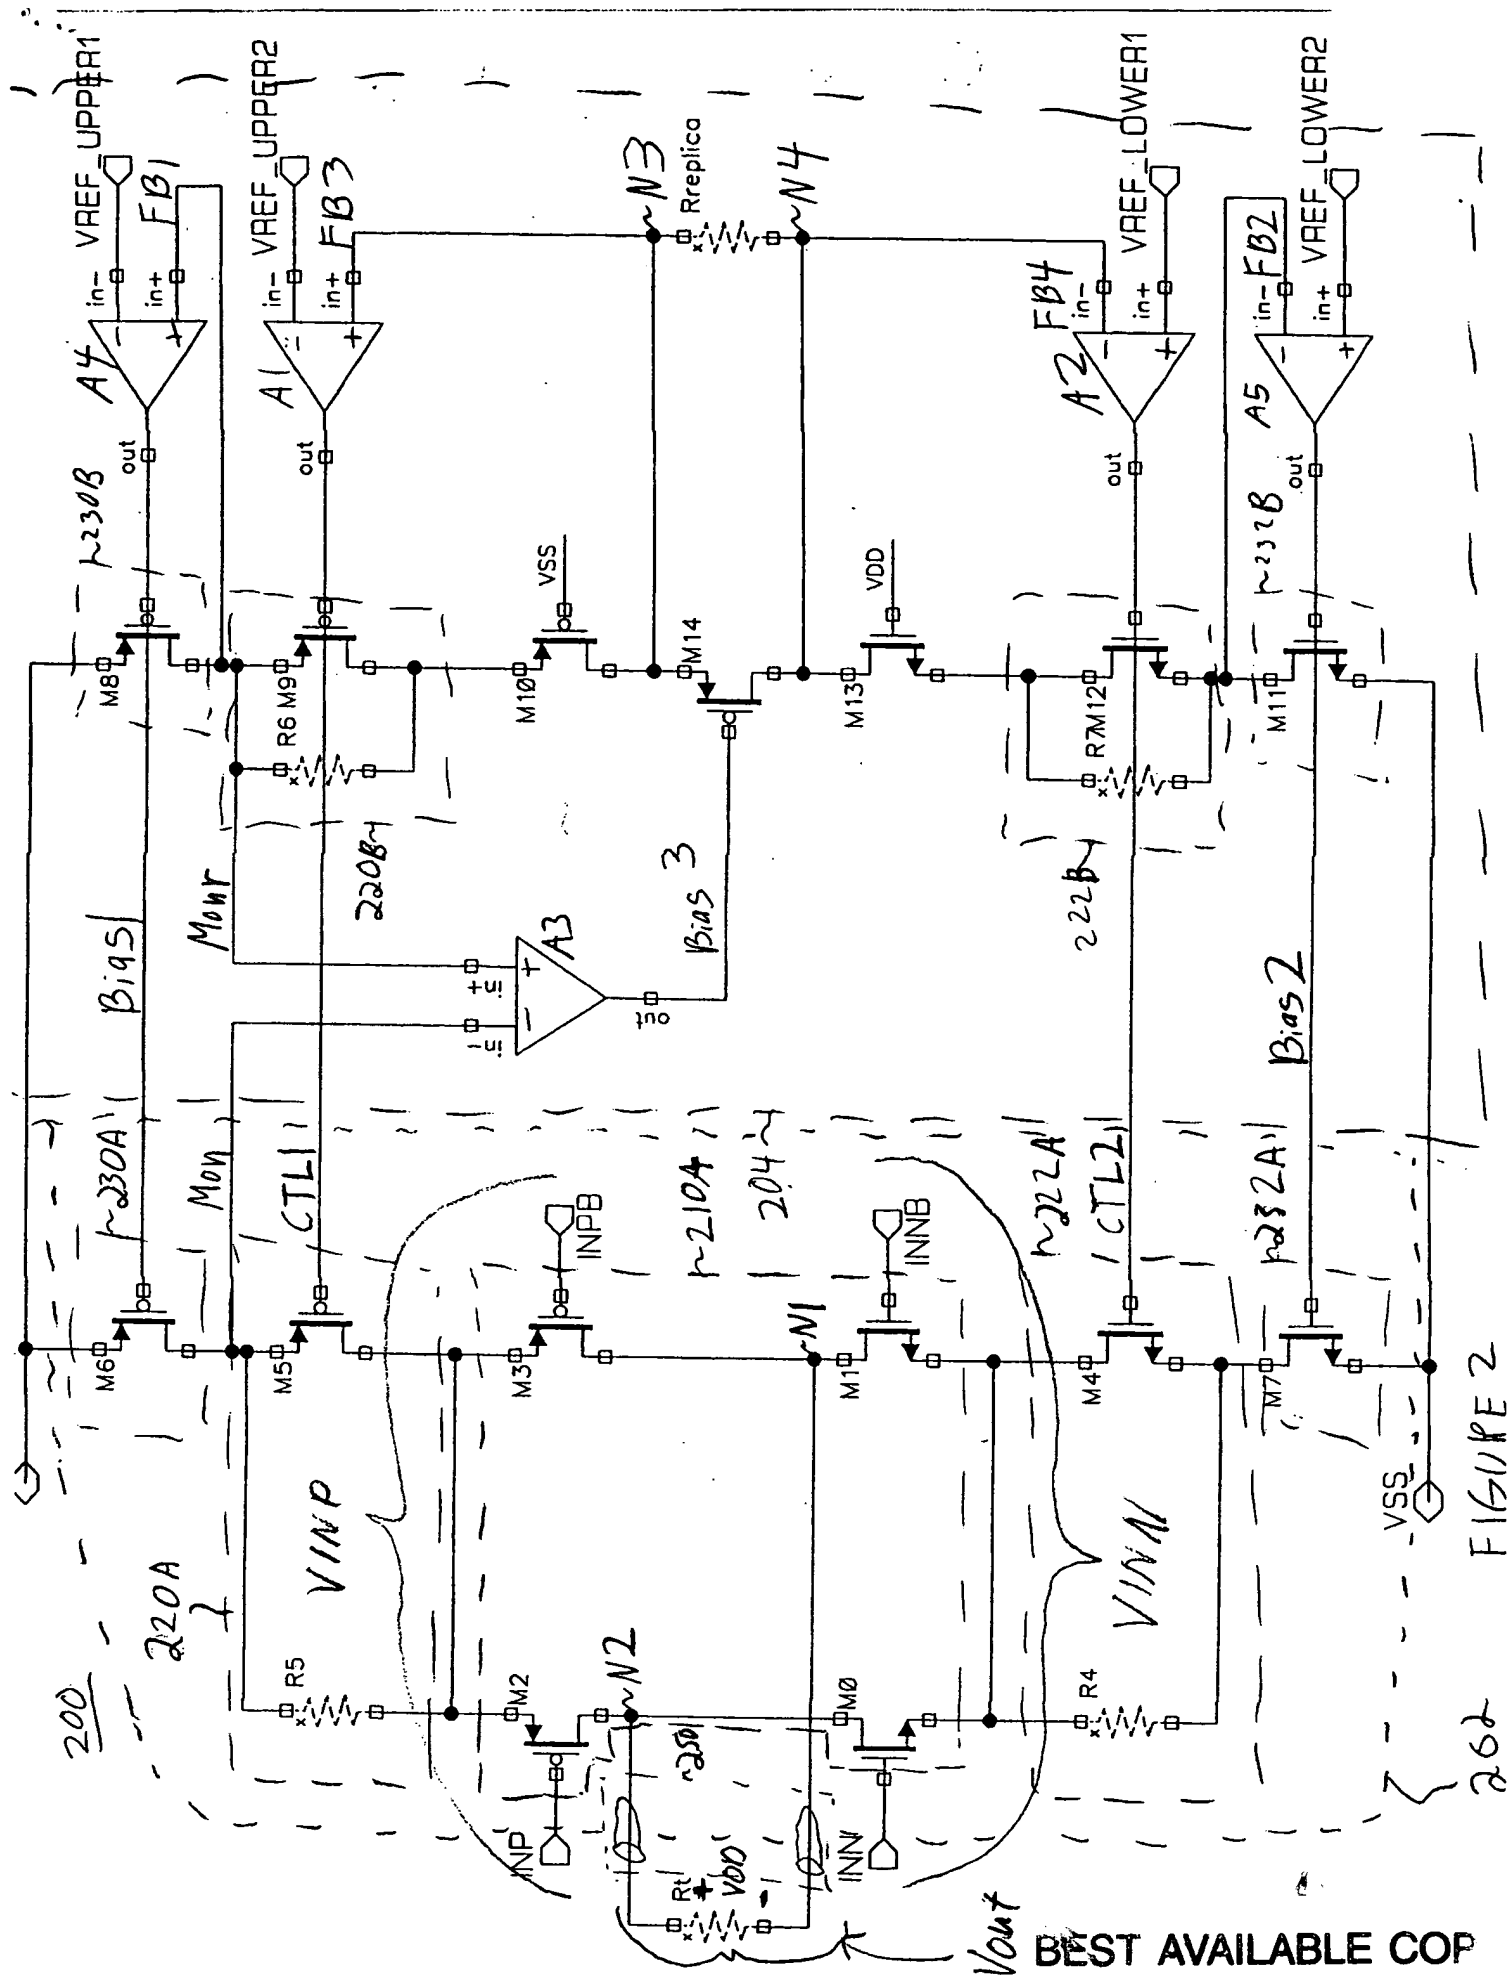 VREF_UPPER1
FB1
in-
in+
A4
out
~230B
M8
Bias1
~230A
M6
VREF_UPPER2
FB3
in-
in+
A1
out
R6 M9
Monr
220B~
Mon
CTL1
M5
220A
200
R5
~N3
Rreplica
~N4
VSS
M10
M14
VDD
M13
Bias 3
A3
in+
in-
out
~210A
204~
INPB
M3
~N1
INNB
M1
VINP
M2
~N2
M0
~250
INP
INN
Rt
+
VOD
-
Vout
VREF_LOWER1
FB4
in-
in+
A2
out
R7M12
222B~
~222A
CTL2
M4
VINN
R4
VREF_LOWER2
FB2
in-
in+
A5
out
~232B
M11
Bias2
~232A
M7
VSS
262
FIGURE 2
BEST AVAILABLE COP